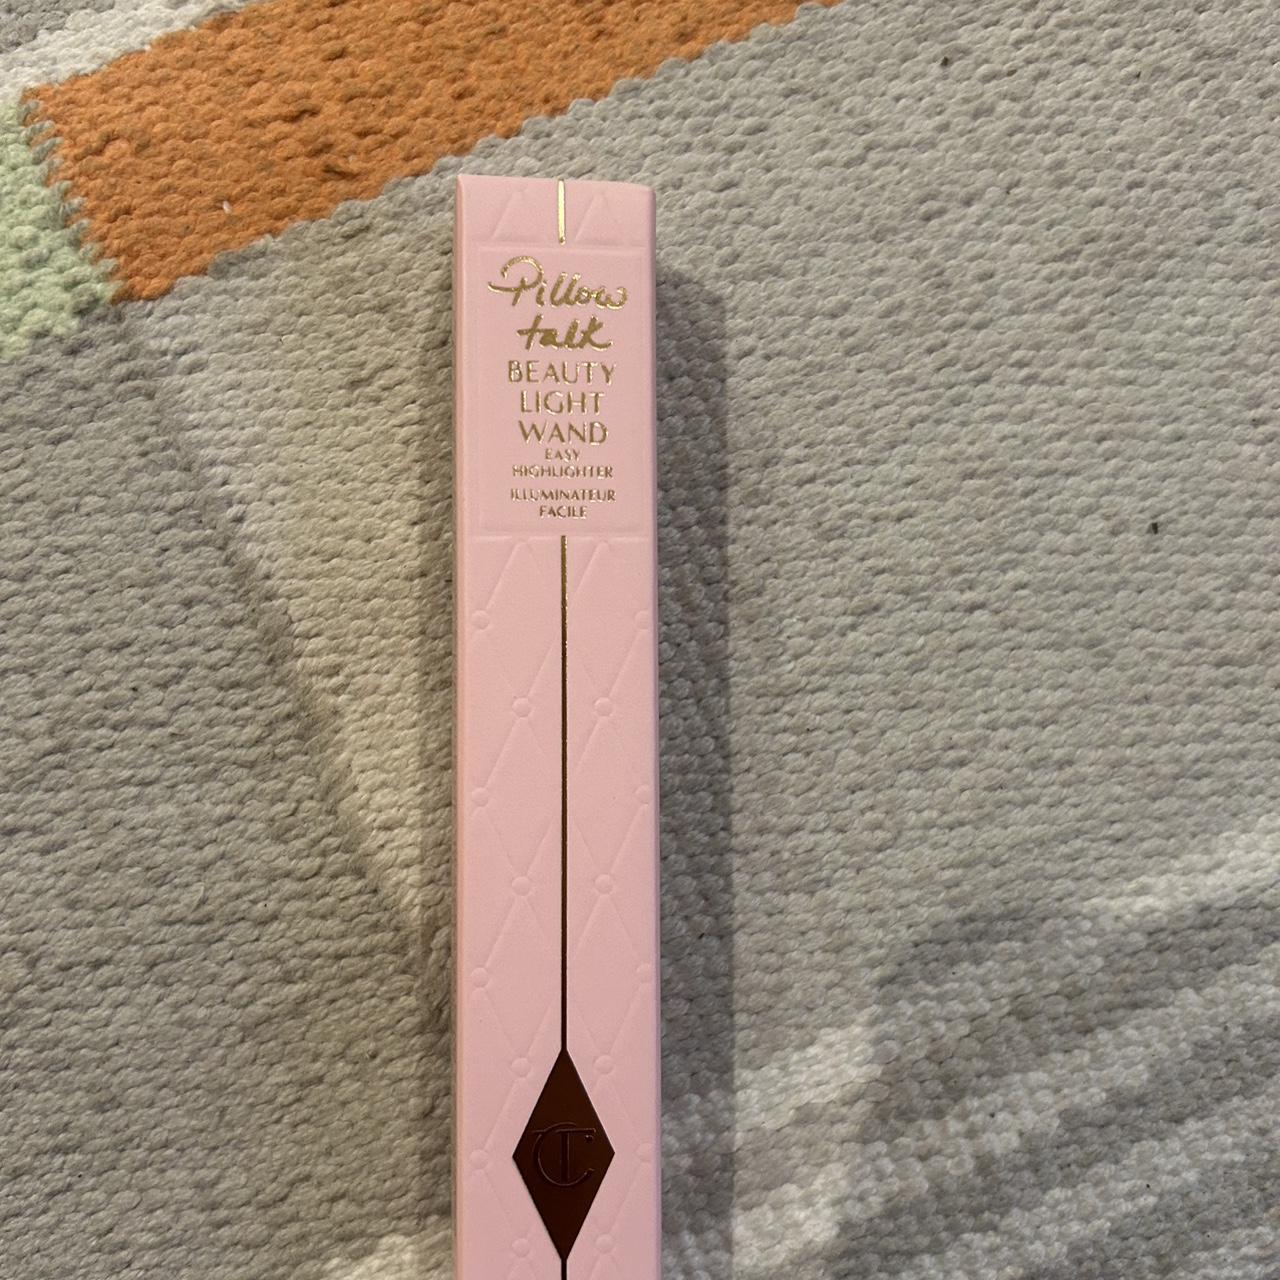 Pillow
talk
BEAUTY
LIGHT
WAND
EASY
HIGHLIGHTER
ILLUMINATEUR
FACILE
CT